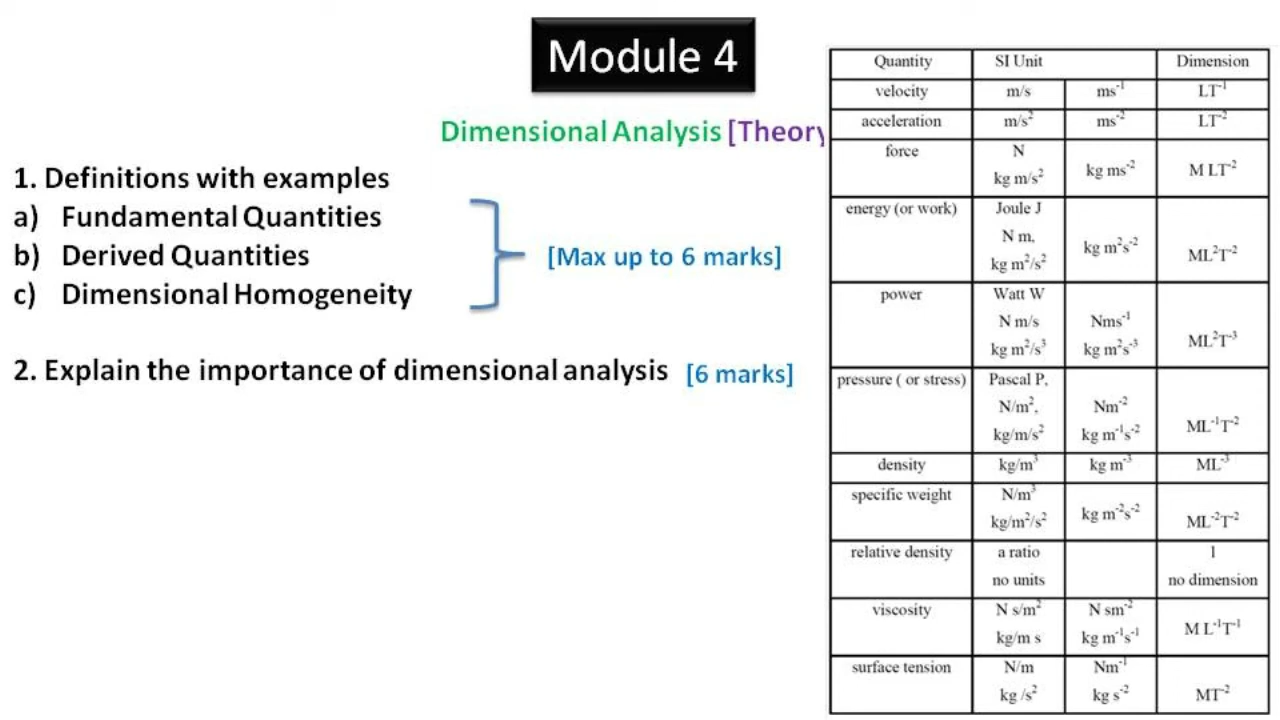 Module 4
Dimensional Analysis [Theory
1. Definitions with examples
a) Fundamental Quantities
b) Derived Quantities
c) Dimensional Homogeneity
[Max up to 6 marks]
2. Explain the importance of dimensional analysis [6 marks]
Quantity SI Unit Dimension
velocity m/s ms⁻¹ LT⁻¹
acceleration m/s² ms⁻² LT⁻²
force N
kg m/s² kg ms⁻² M LT⁻²
energy (or work) Joule J
N m,
kg m²/s² kg m²s⁻² ML²T⁻²
power Watt W
N m/s Nms⁻¹
kg m²/s³ kg m²s⁻³ ML²T⁻³
pressure ( or stress) Pascal P,
N/m², Nm⁻²
kg/m/s² kg m⁻¹s⁻² ML⁻¹T⁻²
density kg/m³ kg m⁻³ ML⁻³
specific weight N/m³
kg/m²/s² kg m⁻²s⁻² ML⁻²T⁻²
relative density a ratio 1
no units no dimension
viscosity N s/m² N sm⁻²
kg/m s kg m⁻¹s⁻¹ M L⁻¹T⁻¹
surface tension N/m Nm⁻¹
kg /s² kg s⁻² MT⁻²